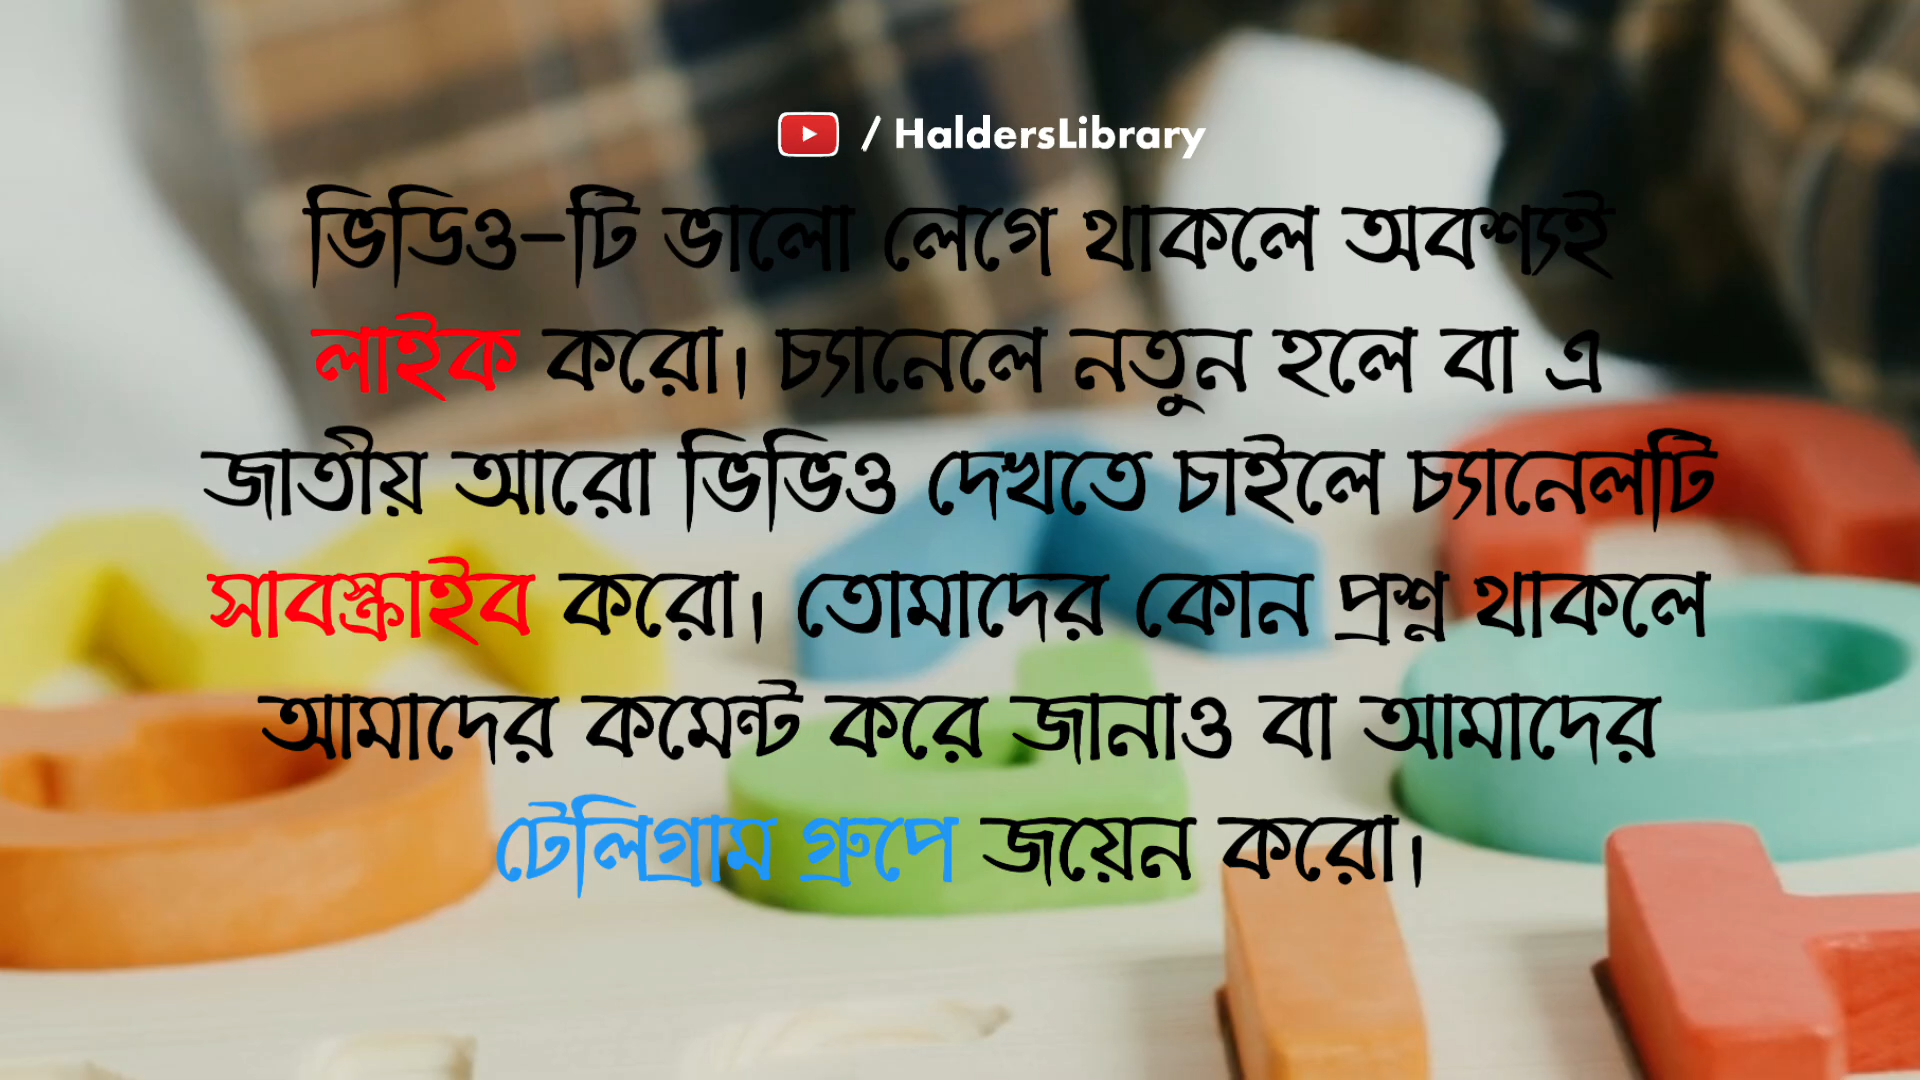 / HaldersLibrary
ভিডিও-টি ভালো লেগে থাকলে অবশ্যই
লাইক করো। চ্যানেলে নতুন হলে বা এ
জাতীয় আরো ভিভিও দেখতে চাইলে চ্যানেলটি
সাবস্ক্রাইব করো। তোমাদের কোন প্রশ্ন থাকলে
আমাদের কমেন্ট করে জানাও বা আমাদের
টেলিগ্রাম গ্রুপে জয়েন করো।